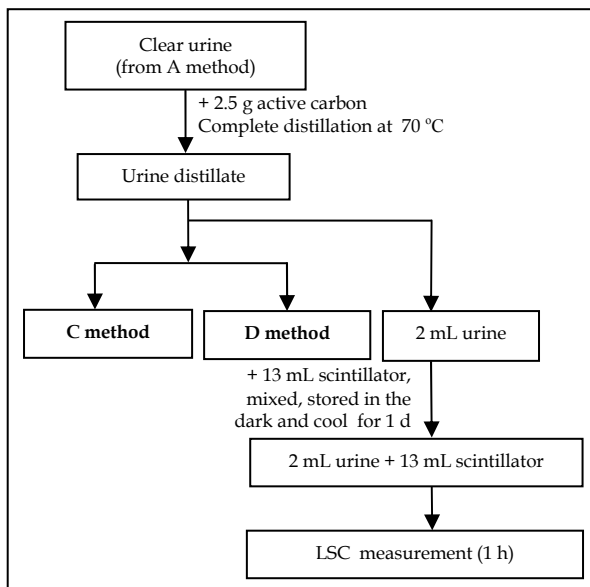 Clear urine
(from A method)
+ 2.5 g active carbon
Complete distillation at 70 ºC
Urine distillate
C method
D method
2 mL urine
+ 13 mL scintillator,
mixed, stored in the
dark and cool for 1 d
2 mL urine + 13 mL scintillator
LSC measurement (1 h)